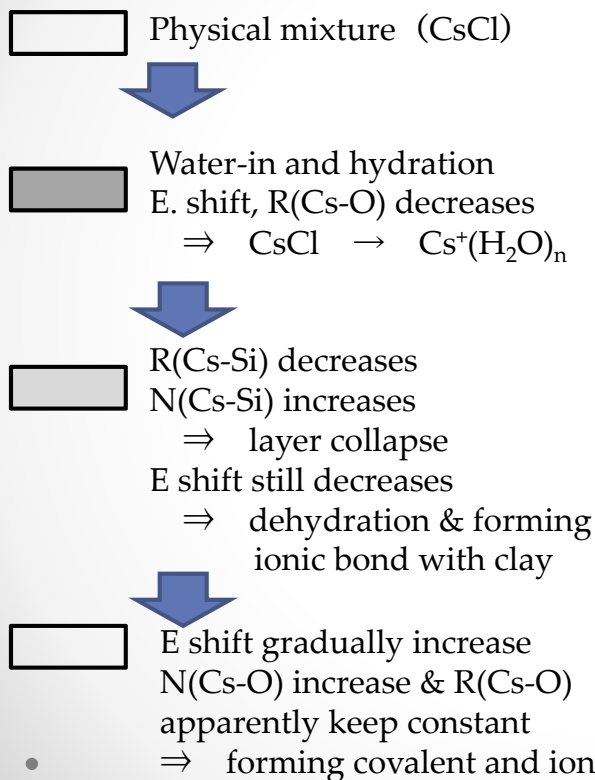 Physical mixture (CsCl)
Water-in and hydration
E. shift, R(Cs-O) decreases
⇒ CsCl → Cs⁺(H₂O)ₙ
R(Cs-Si) decreases
N(Cs-Si) increases
⇒ layer collapse
E shift still decreases
⇒ dehydration & forming
ionic bond with clay
E shift gradually increase
N(Cs-O) increase & R(Cs-O)
apparently keep constant
⇒ forming covalent and ion